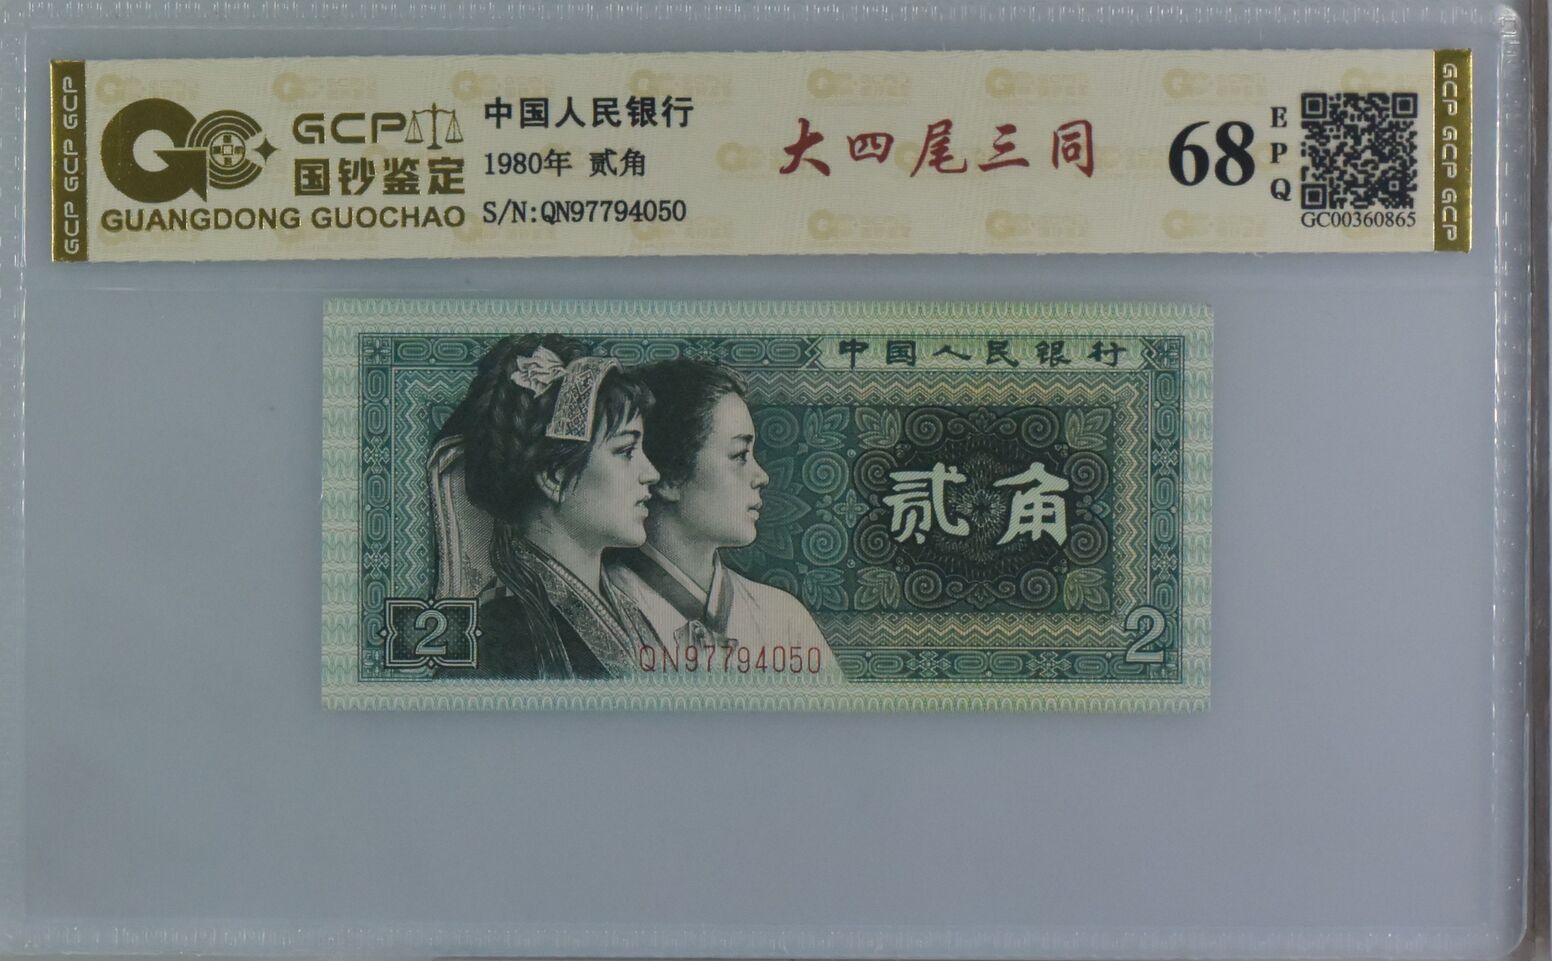 GCP GCP GCP
GCP
国钞鉴定
GUANGDONG GUOCHAO
中国人民银行
1980年 贰角
S/N:QN97794050
大四尾三同
68
EPQ
GC00360865
GCP GCP GCP
中国人民银行
贰角
2
2
QN97794050